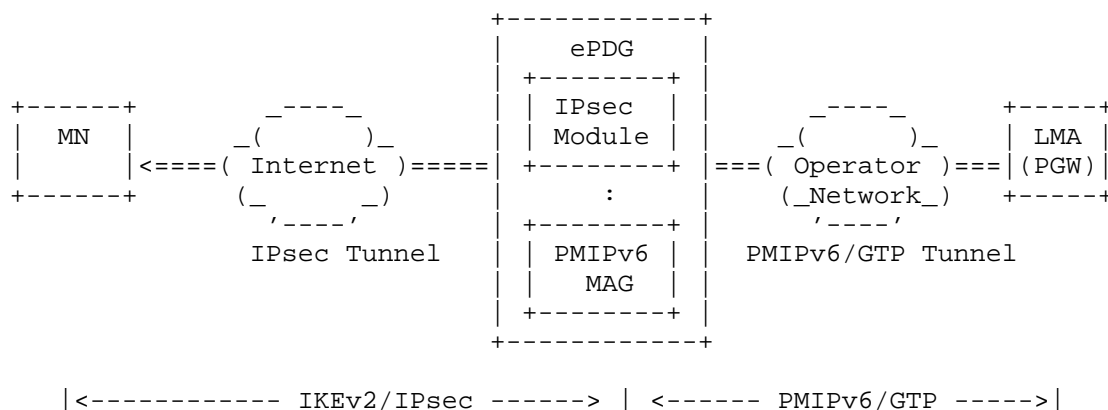 ePDG
IPsec
MN Module LMA
Internet Operator (PGW)
Network
IPsec Tunnel PMIPv6 PMIPv6/GTP Tunnel
MAG
|<------------ IKEv2/IPsec ------> | <------ PMIPv6/GTP ----->|